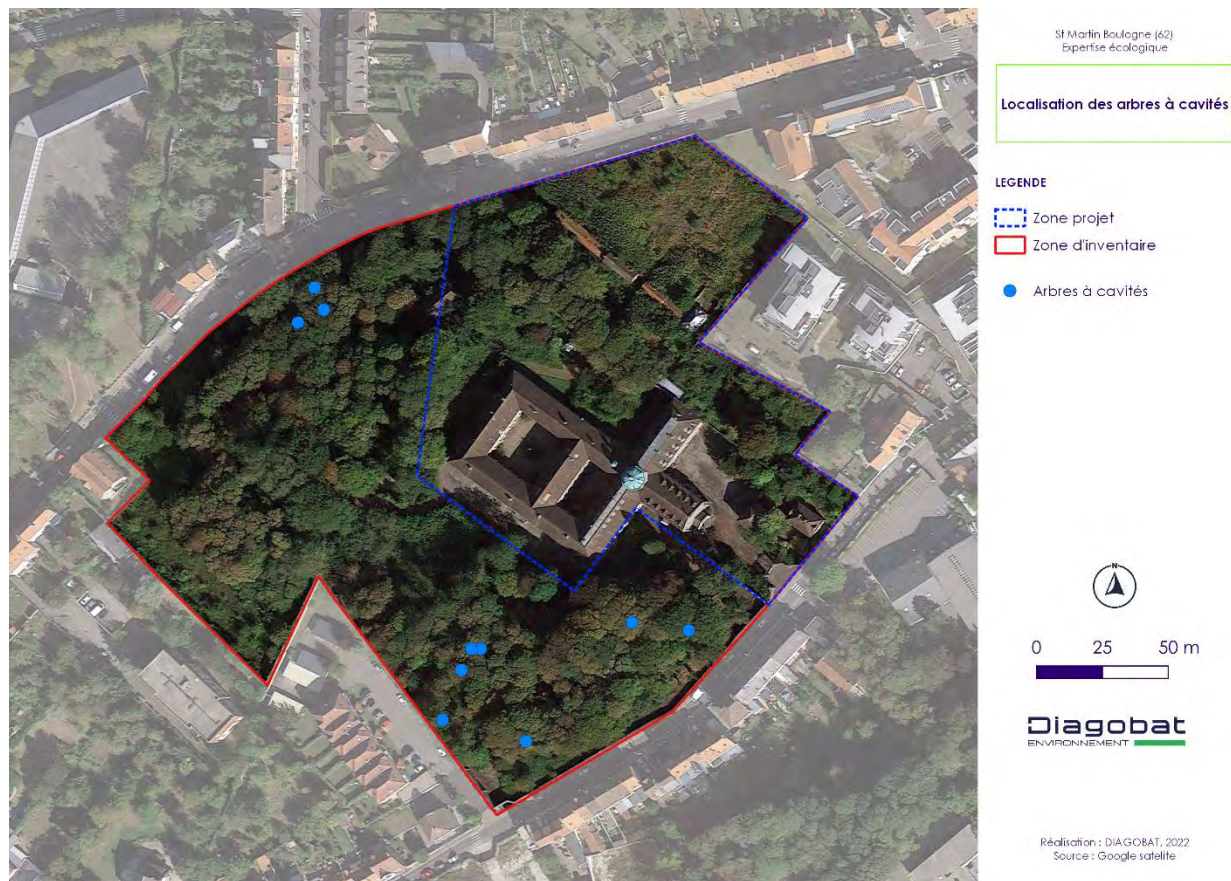 St Martin Boulogne (62)
Expertise écologique
Localisation des arbres à cavités
LEGENDE
Zone projet
Zone d'inventaire
Arbres à cavités
N
0 25 50 m
Diagobat
ENVIRONNEMENT
Réalisation : DIAGOBAT, 2022
Source : Google satelite